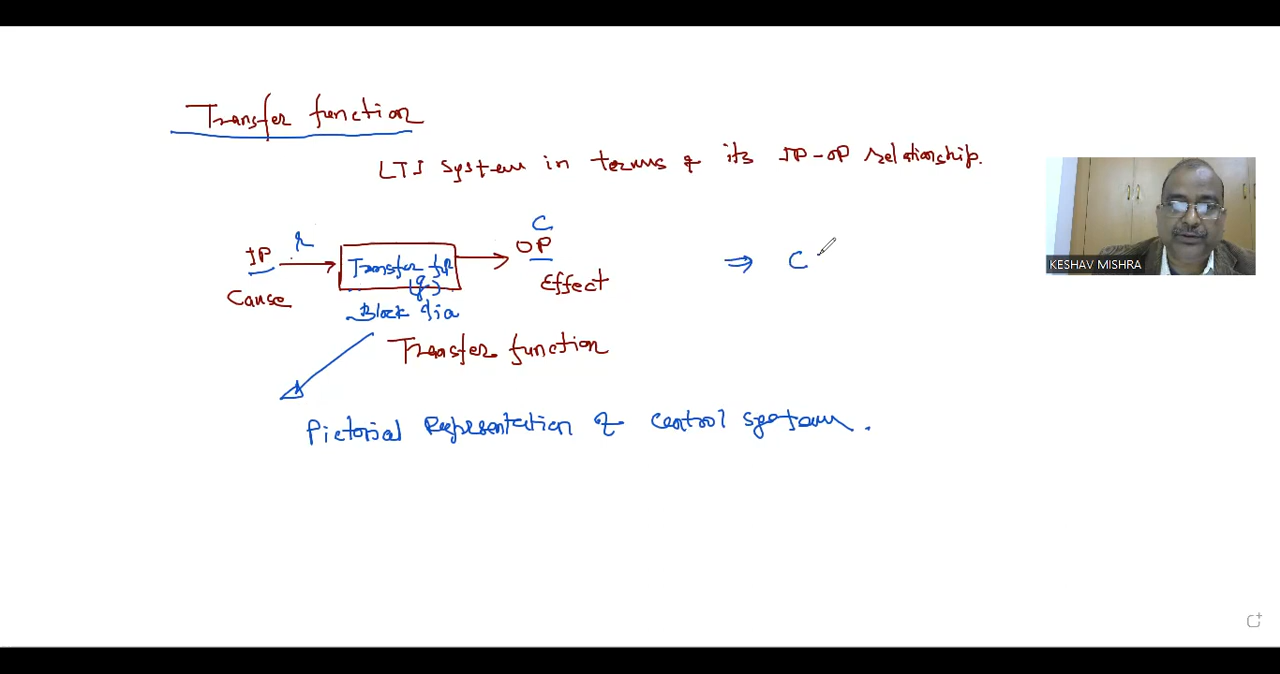 Transfer function
LTI system in terms of its IP-OP relationship.
C
IP r Transfer fn OP
(g)
Cause Effect
Block dia
⇒ C
Transfer function
Pictorial Representation of control system.
KESHAV MISHRA